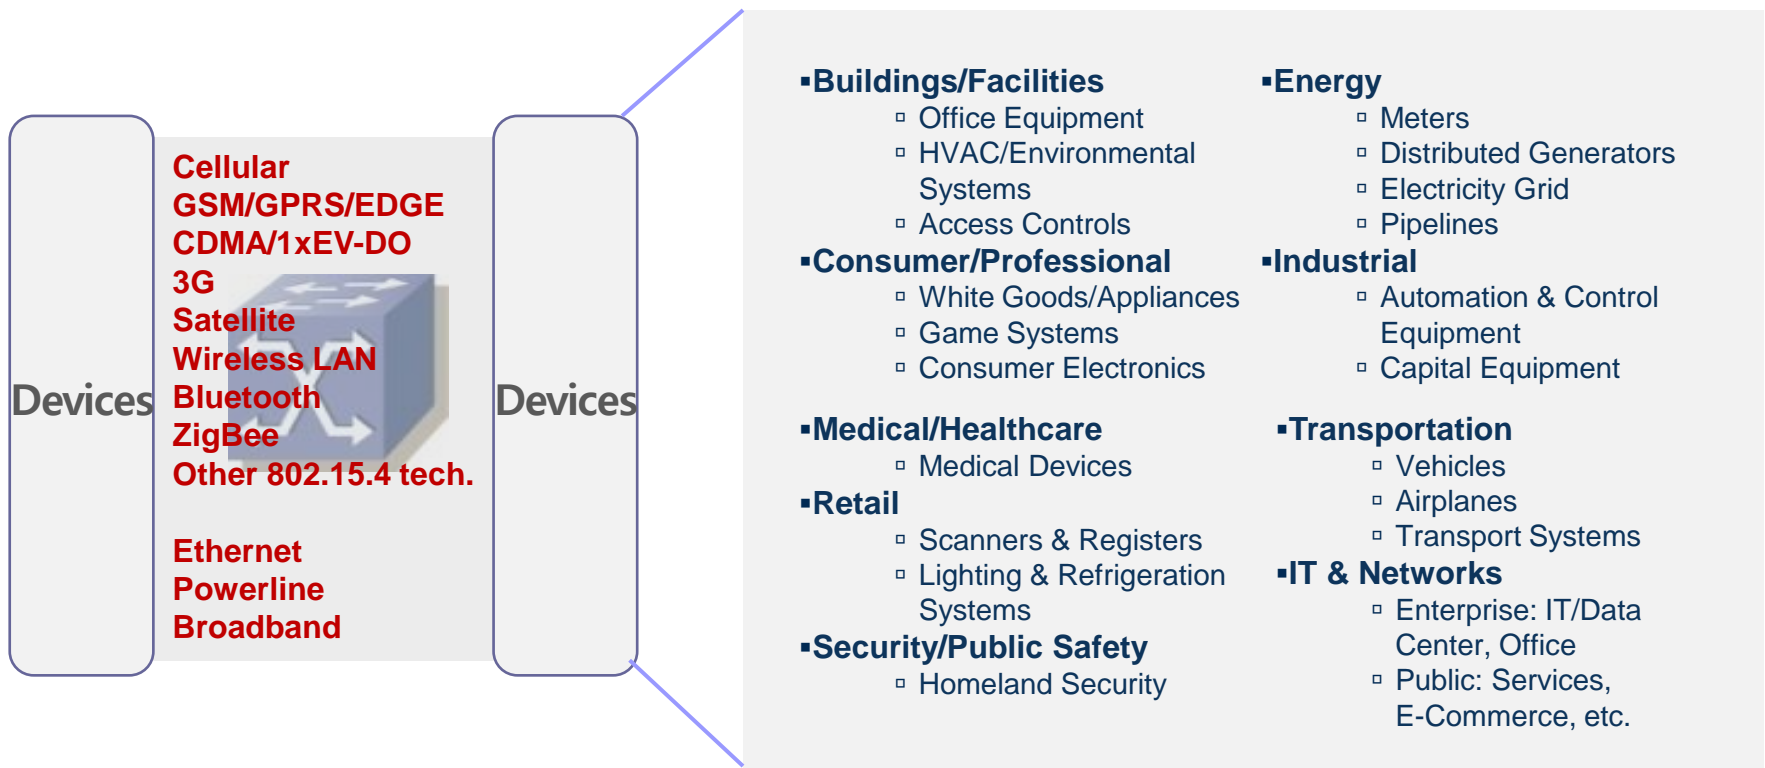 Devices
Cellular
GSM/GPRS/EDGE
CDMA/1xEV-DO
3G
Satellite
Wireless LAN
Bluetooth
ZigBee
Other 802.15.4 tech.
Ethernet
Powerline
Broadband
Devices
▪Buildings/Facilities
▫ Office Equipment
▫ HVAC/Environmental
Systems
▫ Access Controls
▪Consumer/Professional
▫ White Goods/Appliances
▫ Game Systems
▫ Consumer Electronics
▪Medical/Healthcare
▫ Medical Devices
▪Retail
▫ Scanners & Registers
▫ Lighting & Refrigeration
Systems
▪Security/Public Safety
▫ Homeland Security
▪Energy
▫ Meters
▫ Distributed Generators
▫ Electricity Grid
▫ Pipelines
▪Industrial
▫ Automation & Control
Equipment
▫ Capital Equipment
▪Transportation
▫ Vehicles
▫ Airplanes
▫ Transport Systems
▪IT & Networks
▫ Enterprise: IT/Data
Center, Office
▫ Public: Services,
E-Commerce, etc.